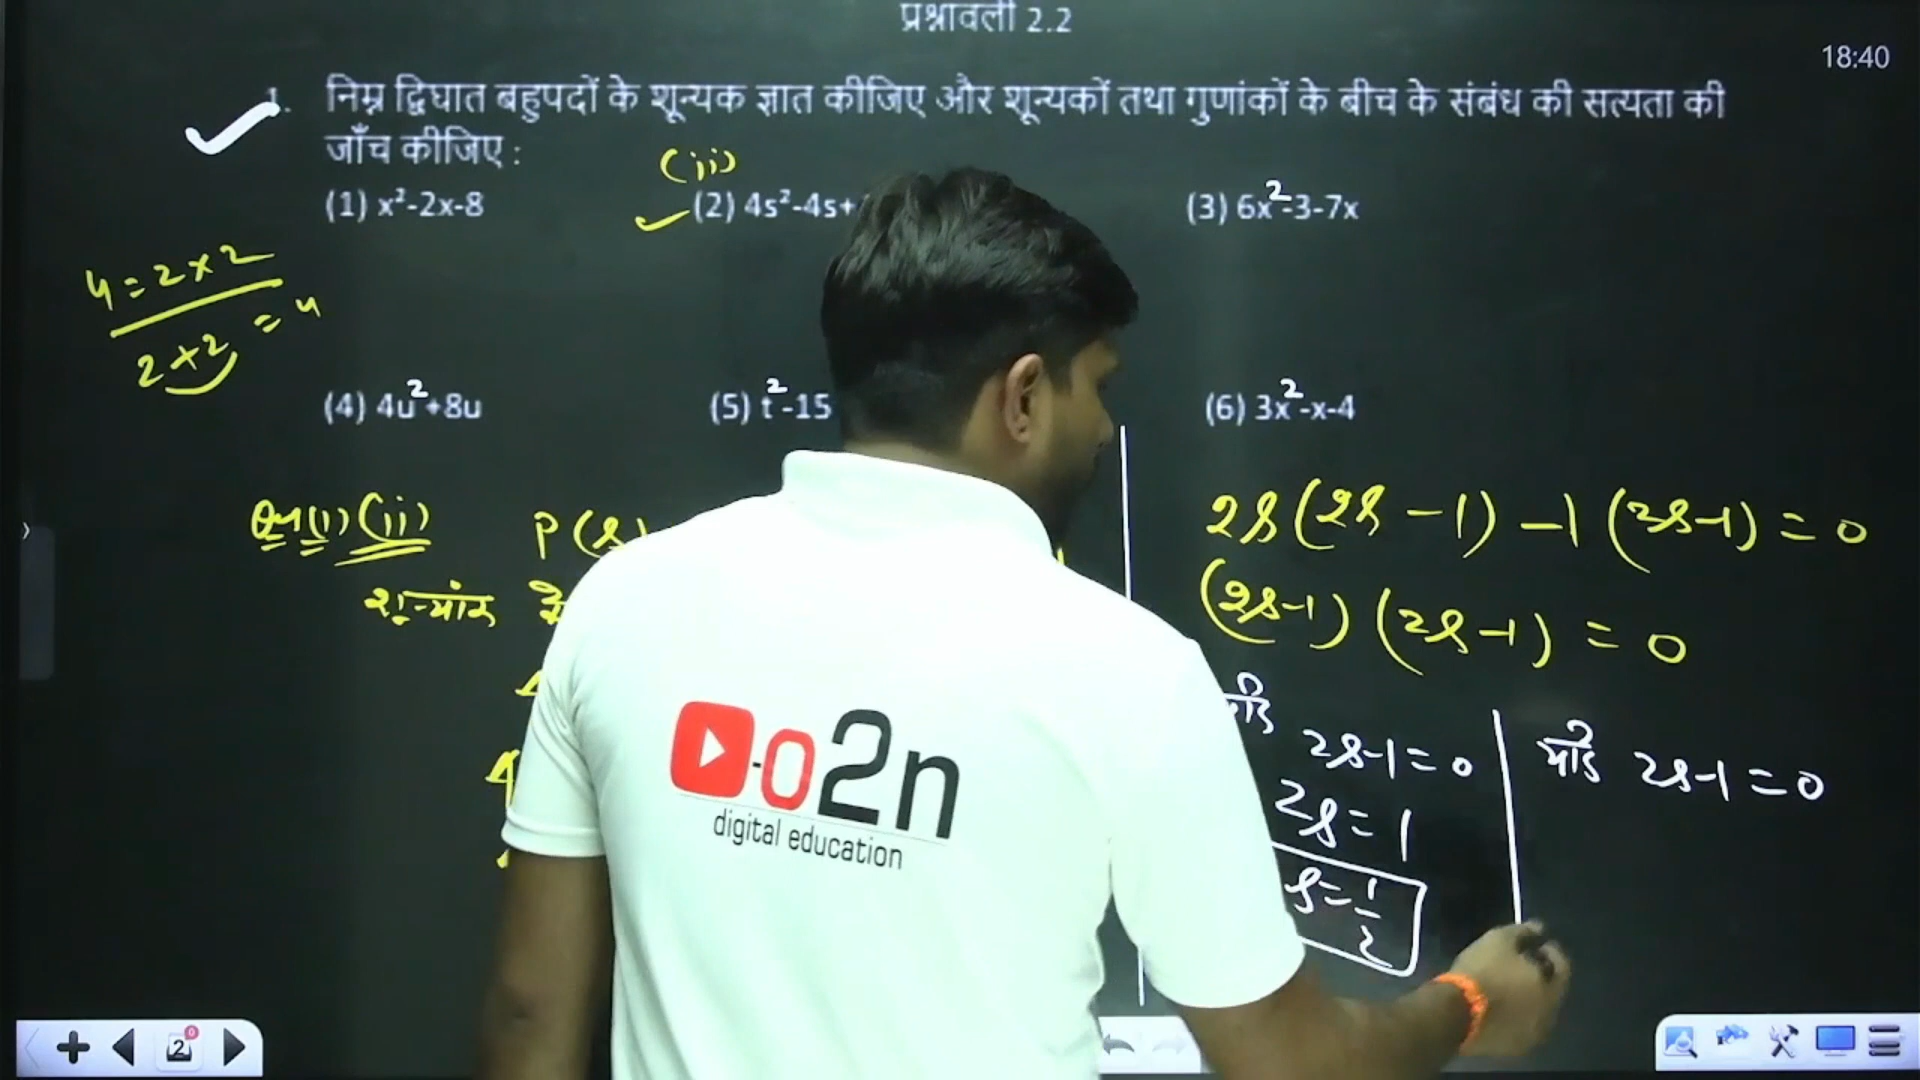 प्रश्नावली 2.2
18:40
1. निम्न द्विघात बहुपदों के शून्यक ज्ञात कीजिए और शून्यकों तथा गुणांकों के बीच के संबंध की सत्यता की
जाँच कीजिए :
(ii)
(1) x²-2x-8
(2) 4s²-4s+
(3) 6x²-3-7x
4=2×2
2+2=4
(4) 4u²+8u
(5) t²-15
(6) 3x²-x-4
(1) (ii) P(s)
2s(2s-1)-1(2s-1)=0
(2s-1)(2s-1)=0
2s-1=0
यदि 2s-1=0
2s=1
s=1/2
o2n
digital education
2